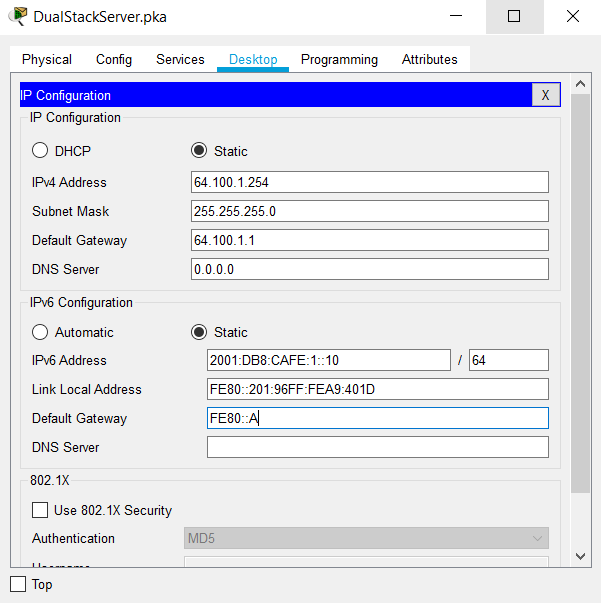 DualStackServer.pka
Physical Config Services Desktop Programming Attributes
IP Configuration X
IP Configuration
DHCP Static
IPv4 Address 64.100.1.254
Subnet Mask 255.255.255.0
Default Gateway 64.100.1.1
DNS Server 0.0.0.0
IPv6 Configuration
Automatic Static
IPv6 Address 2001:DB8:CAFE:1::10 / 64
Link Local Address FE80::201:96FF:FEA9:401D
Default Gateway FE80::A
DNS Server
802.1X
Use 802.1X Security
Authentication MD5
Username
Top